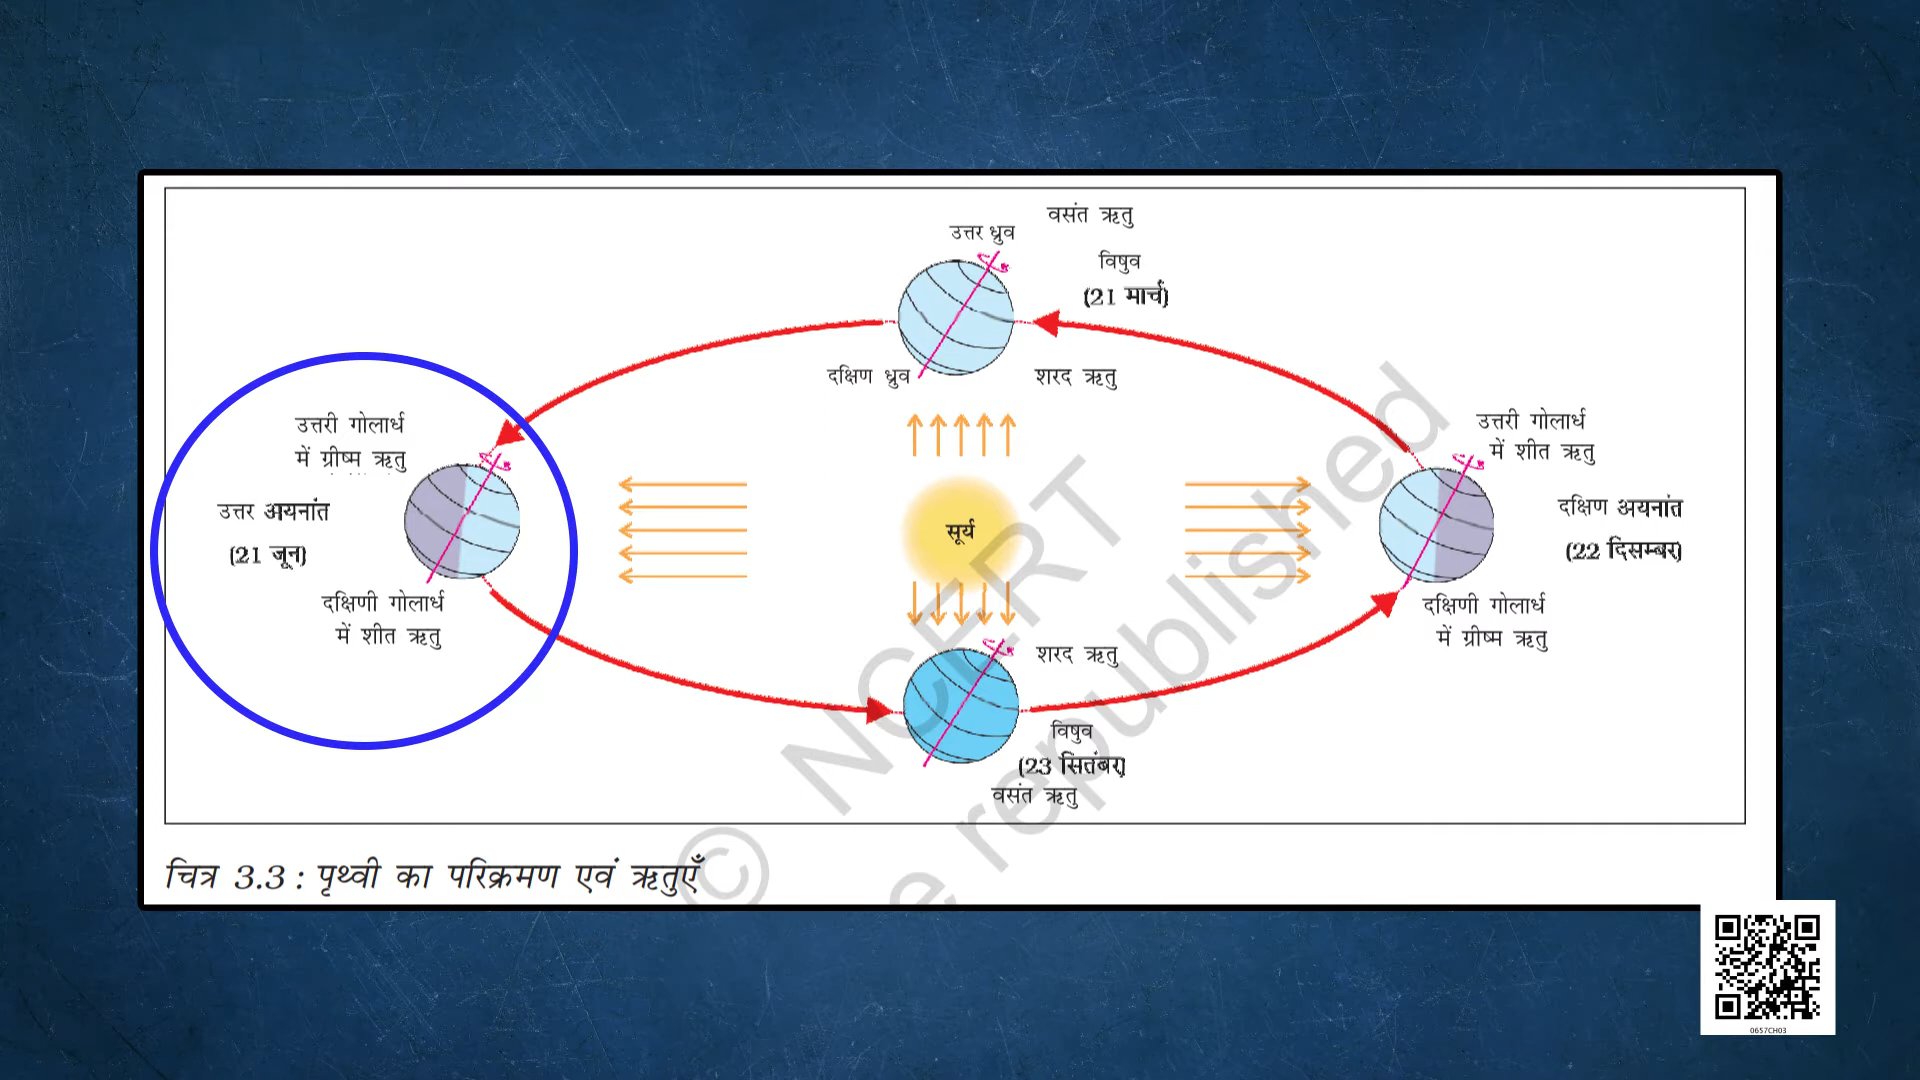 वसंत ऋतु
उत्तर ध्रुव
विषुव
(21 मार्च)
दक्षिण ध्रुव
शरद ऋतु
उत्तरी गोलार्ध
में ग्रीष्म ऋतु
उत्तर अयनांत
(21 जून)
दक्षिणी गोलार्ध
में शीत ऋतु
सूर्य
उत्तरी गोलार्ध
में शीत ऋतु
दक्षिण अयनांत
(22 दिसम्बर)
दक्षिणी गोलार्ध
में ग्रीष्म ऋतु
शरद ऋतु
विषुव
(23 सितंबर)
वसंत ऋतु
© NCERT
e republished
चित्र 3.3 : पृथ्वी का परिक्रमण एवं ऋतुएँ
0657CH03